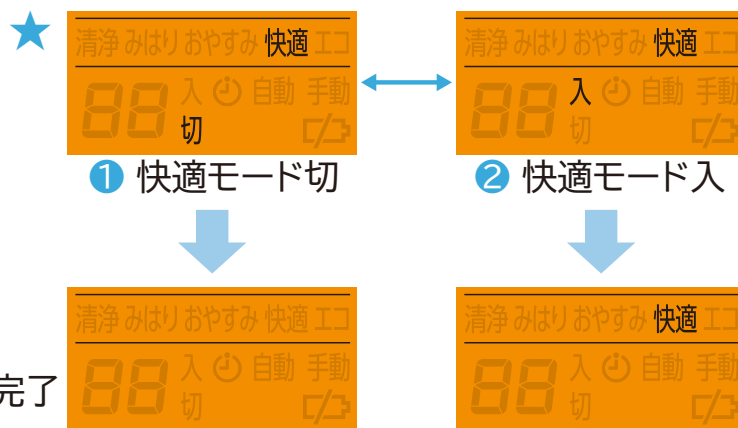 ★
清浄 みはり おやすみ 快適 エコ
88 入 自動 手動
切
清浄 みはり おやすみ 快適 エコ
88 入 自動 手動
切
❶ 快適モード切
❷ 快適モード入
清浄 みはり おやすみ 快適 エコ
88 入 自動 手動
切
清浄 みはり おやすみ 快適 エコ
88 入 自動 手動
切
完了